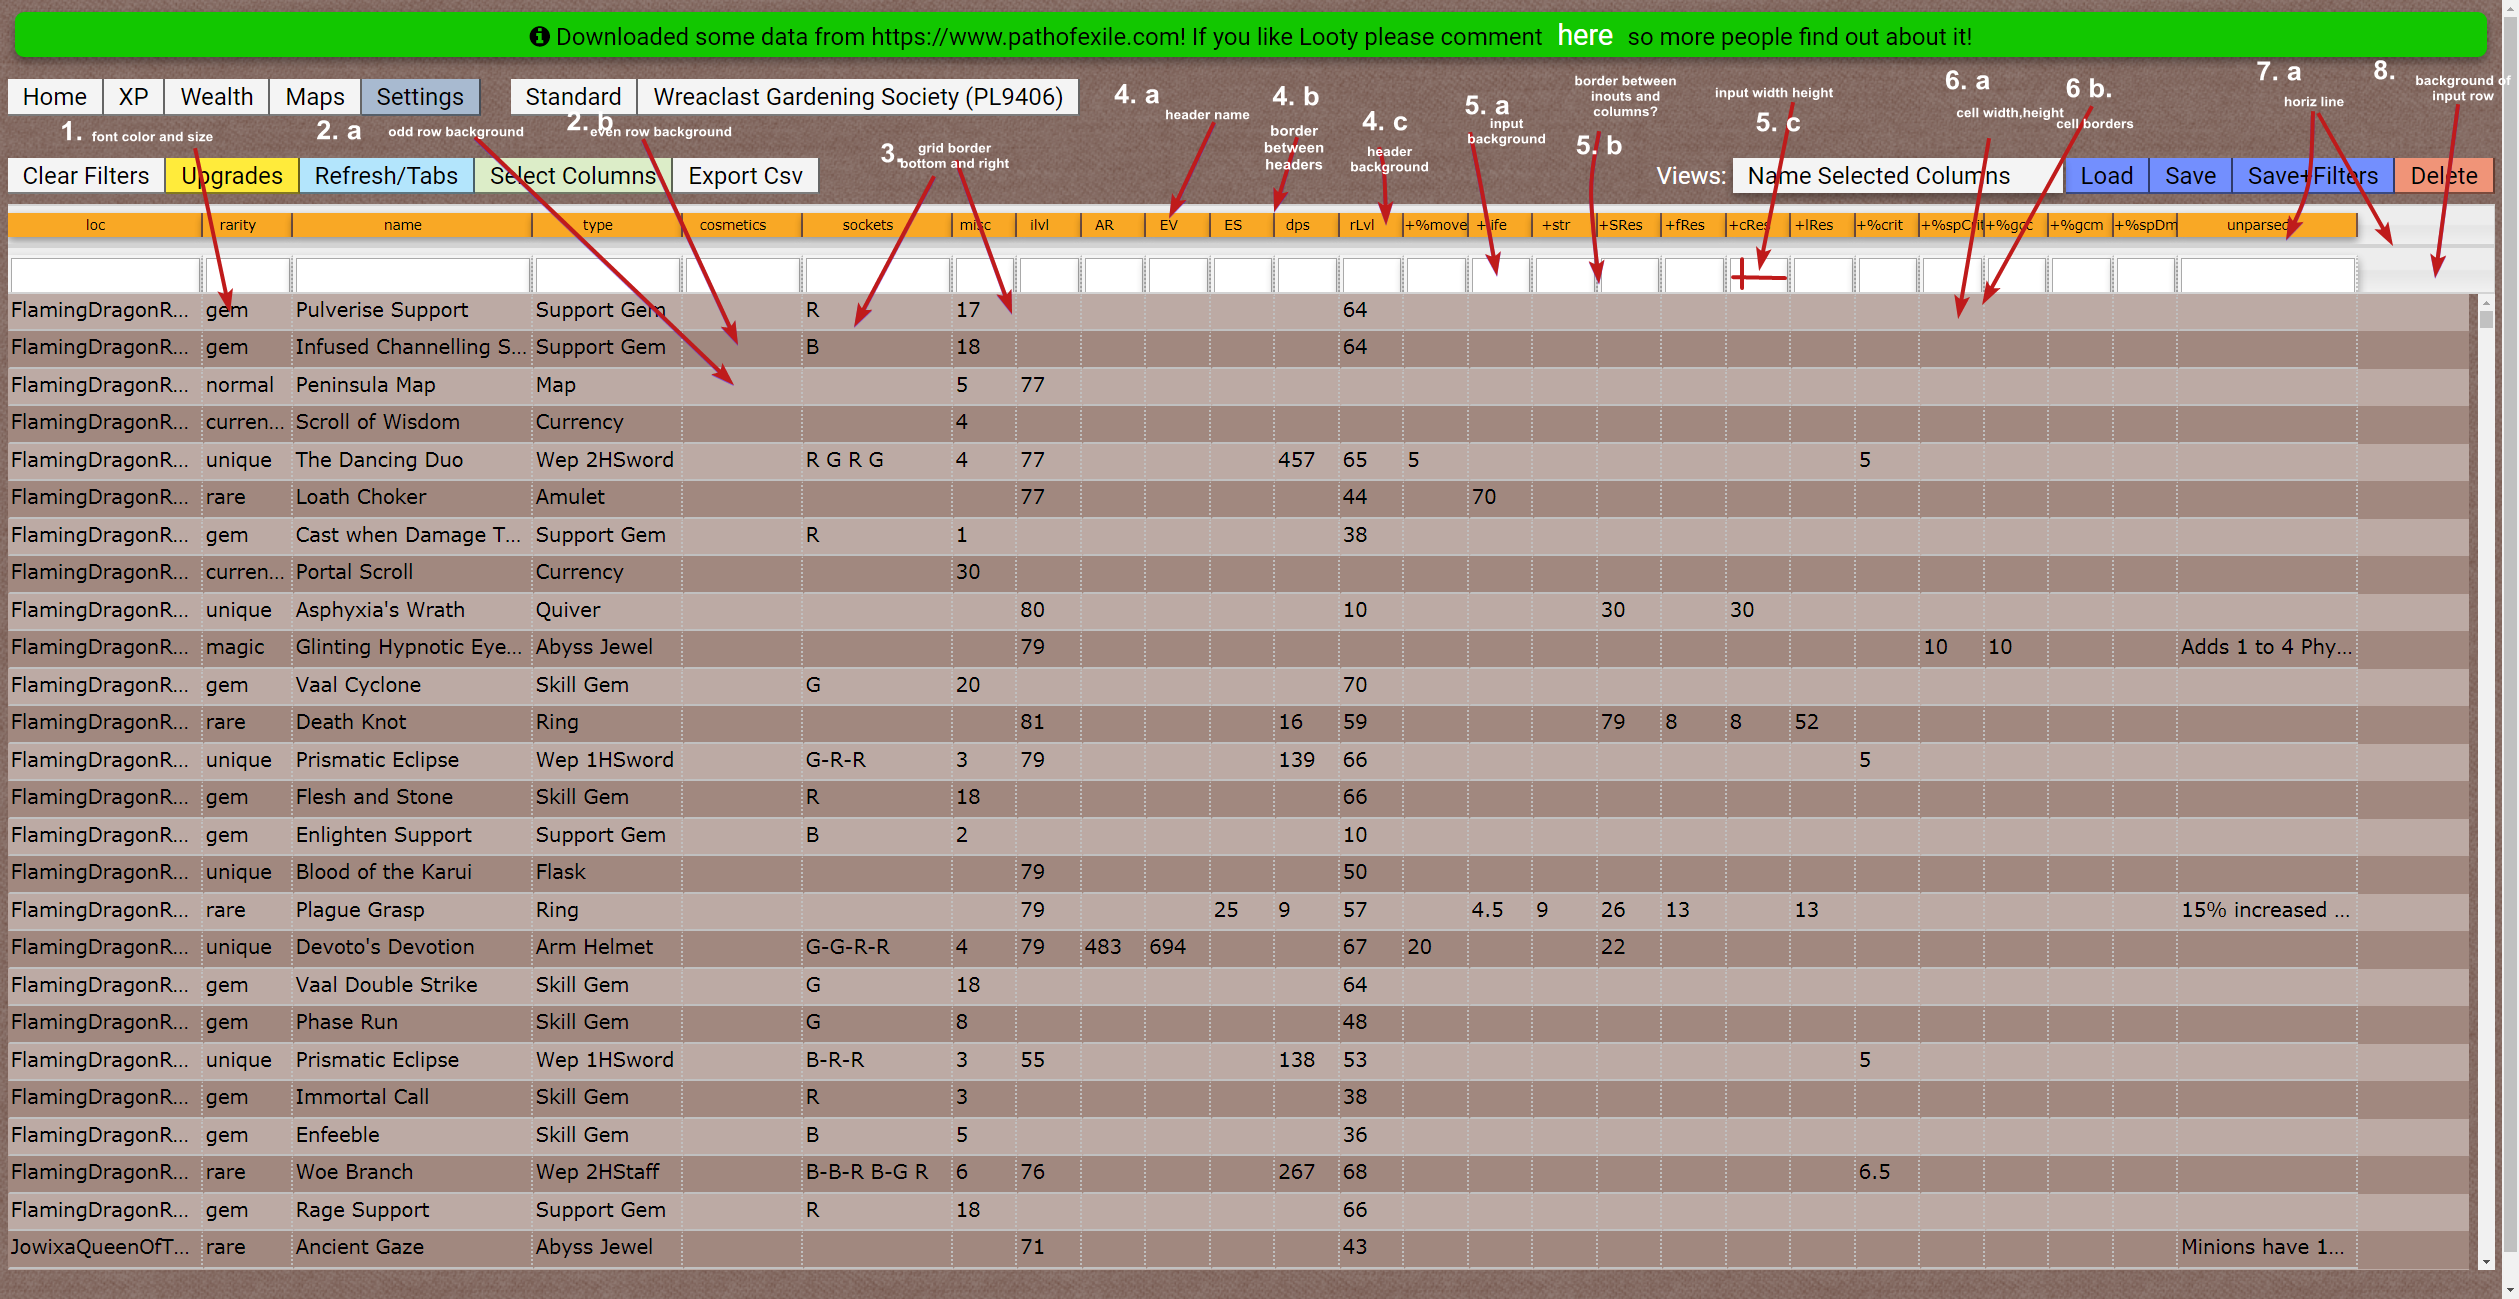 Downloaded some data from https://www.pathofexile.com! If you like Looty please comment here so more people find out about it!
Home XP Wealth Maps Settings Standard Wreaclast Gardening Society (PL9406)
1. font color and size
2. a odd row background
2. b even row background
3. grid border bottom and right
4. a header name
4. b border between headers
4. c header background
5. a input background
border between inouts and columns? 5. b
input width height 5. c
6. a cell width,height
6 b. cell borders
7. a horiz line
8. background of input row
Clear Filters Upgrades Refresh/Tabs Select Columns Export Csv Views: Name Selected Columns Load Save Save+Filters Delete
loc rarity name type cosmetics sockets misc ilvl AR EV ES dps rLvl +%move +life +str +SRes +fRes +cRes +lRes +%crit +%spCrit +%gcc +%gcm +%spDm unparsed
FlamingDragonR... gem Pulverise Support Support Gem R 17 64
FlamingDragonR... gem Infused Channelling S... Support Gem B 18 64
FlamingDragonR... normal Peninsula Map Map 5 77
FlamingDragonR... curren... Scroll of Wisdom Currency 4
FlamingDragonR... unique The Dancing Duo Wep 2HSword R G R G 4 77 457 65 5 5
FlamingDragonR... rare Loath Choker Amulet 77 44 70
FlamingDragonR... gem Cast when Damage T... Support Gem R 1 38
FlamingDragonR... curren... Portal Scroll Currency 30
FlamingDragonR... unique Asphyxia's Wrath Quiver 80 10 30 30
FlamingDragonR... magic Glinting Hypnotic Eye... Abyss Jewel 79 10 10 Adds 1 to 4 Phy...
FlamingDragonR... gem Vaal Cyclone Skill Gem G 20 70
FlamingDragonR... rare Death Knot Ring 81 16 59 79 8 8 52
FlamingDragonR... unique Prismatic Eclipse Wep 1HSword G-R-R 3 79 139 66 5
FlamingDragonR... gem Flesh and Stone Skill Gem R 18 66
FlamingDragonR... gem Enlighten Support Support Gem B 2 10
FlamingDragonR... unique Blood of the Karui Flask 79 50
FlamingDragonR... rare Plague Grasp Ring 79 25 9 57 4.5 9 26 13 13 15% increased ...
FlamingDragonR... unique Devoto's Devotion Arm Helmet G-G-R-R 4 79 483 694 67 20 22
FlamingDragonR... gem Vaal Double Strike Skill Gem G 18 64
FlamingDragonR... gem Phase Run Skill Gem G 8 48
FlamingDragonR... unique Prismatic Eclipse Wep 1HSword B-R-R 3 55 138 53 5
FlamingDragonR... gem Immortal Call Skill Gem R 3 38
FlamingDragonR... gem Enfeeble Skill Gem B 5 36
FlamingDragonR... rare Woe Branch Wep 2HStaff B-B-R B-G R 6 76 267 68 6.5
FlamingDragonR... gem Rage Support Support Gem R 18 66
JowixaQueenOfT... rare Ancient Gaze Abyss Jewel 71 43 Minions have 1...